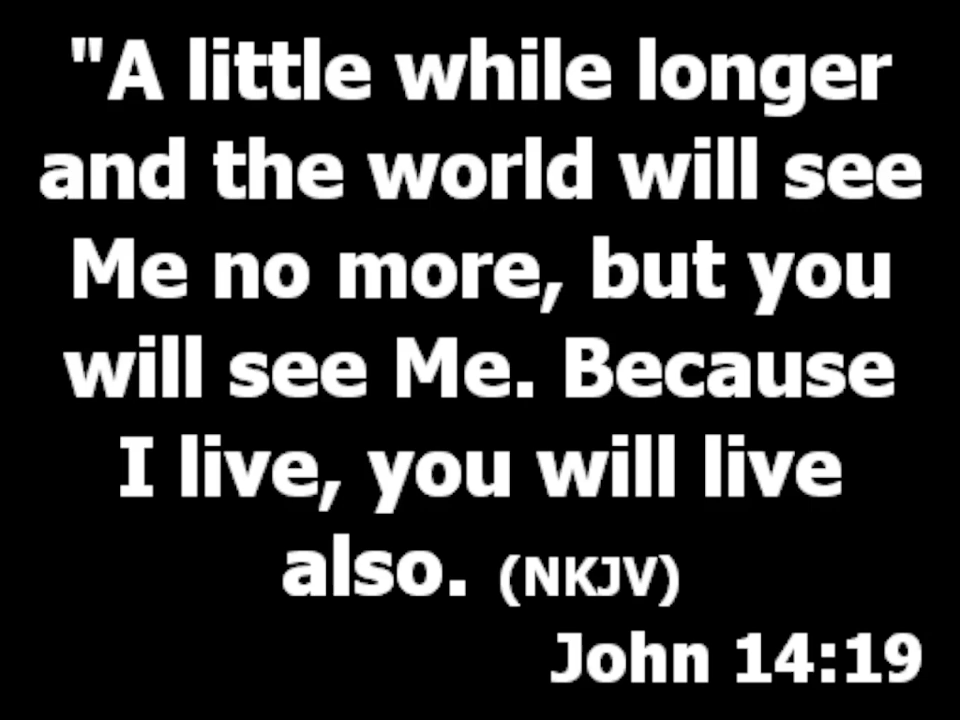 "A little while longer
and the world will see
Me no more, but you
will see Me. Because
I live, you will live
also. (NKJV)
John 14:19